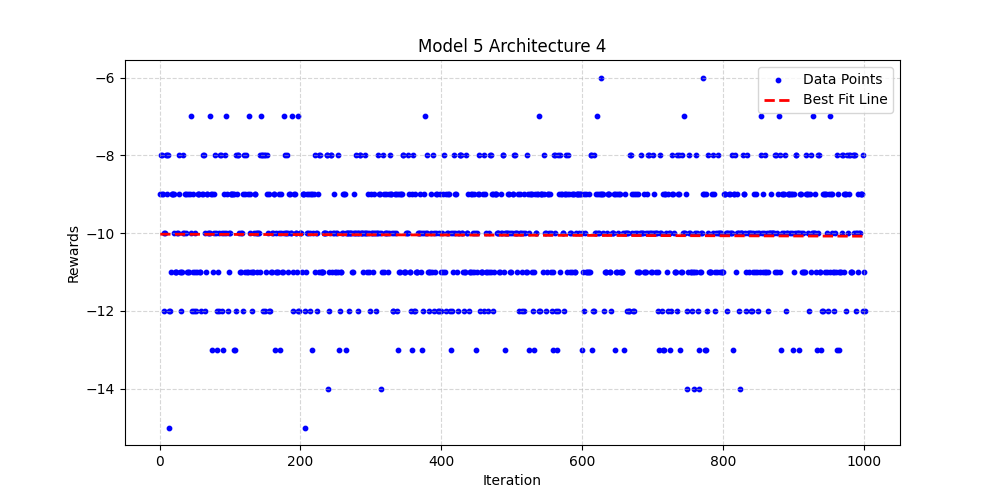 Model 5 Architecture 4
Data Points
Best Fit Line
Rewards
−6
−8
−10
−12
−14
0 200 400 600 800 1000
Iteration